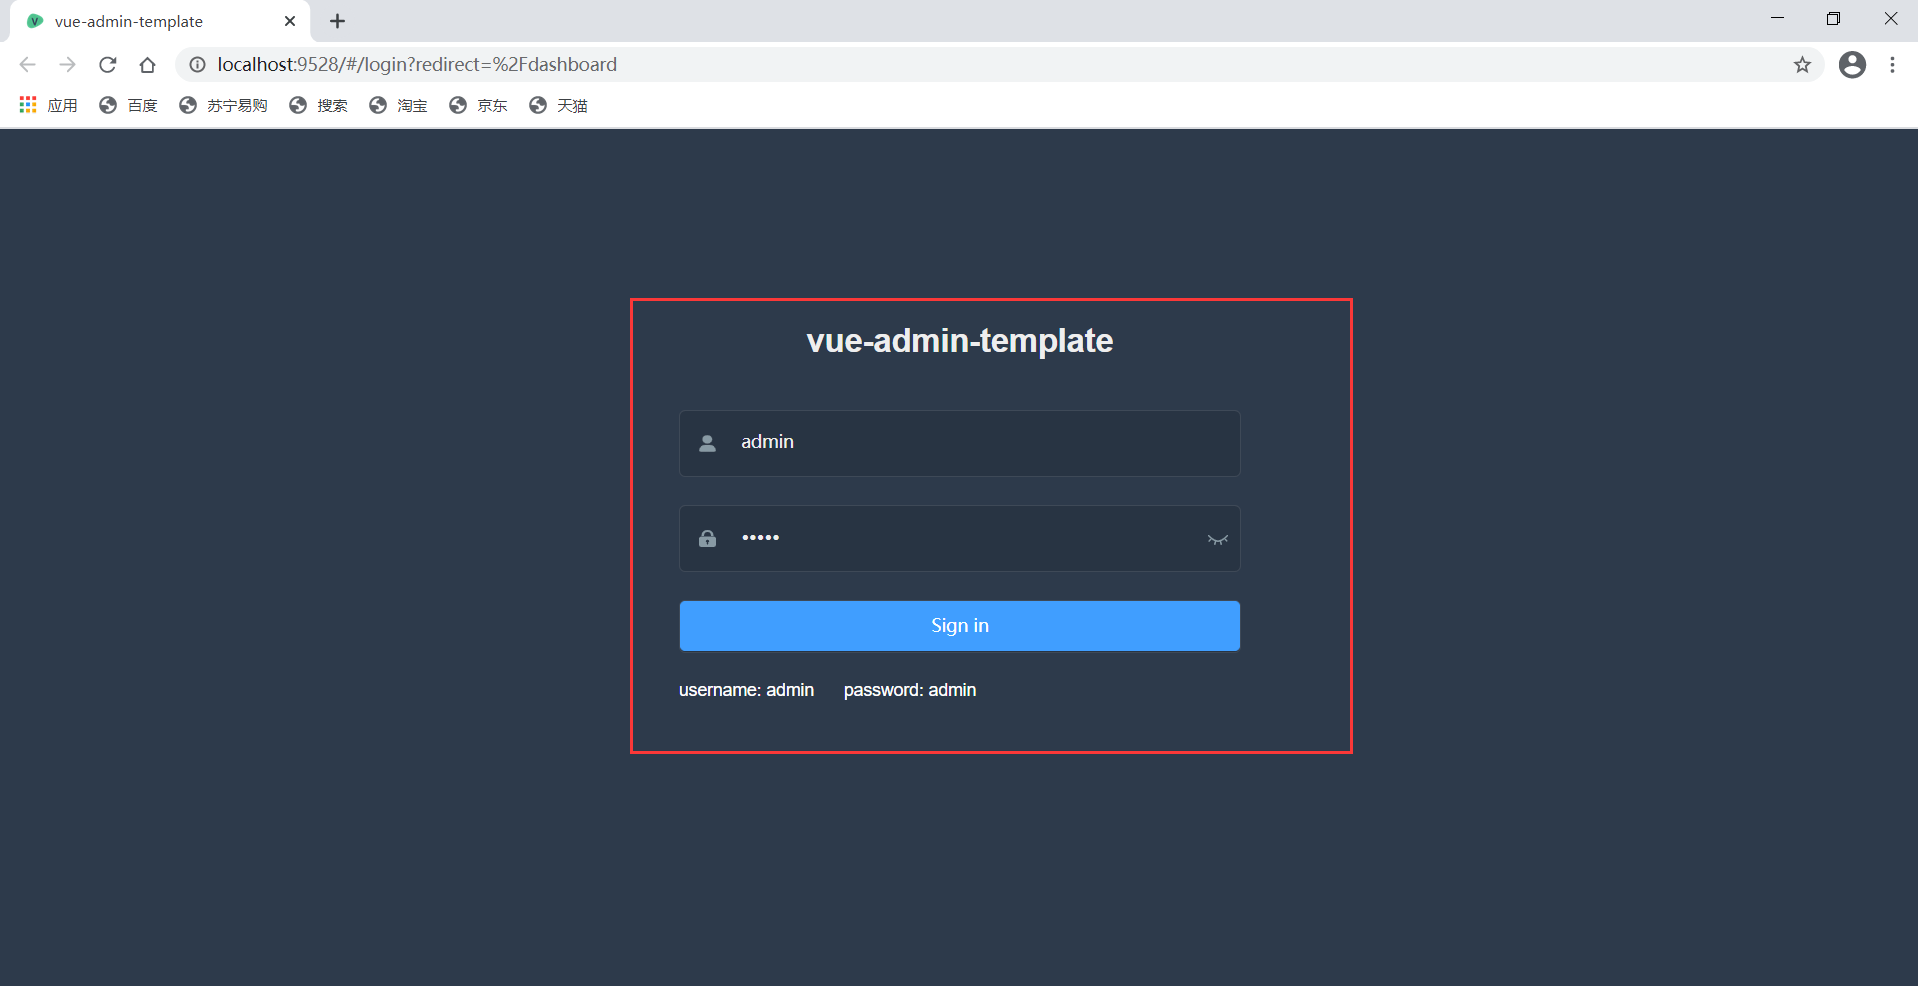 vue-admin-template
localhost:9528/#/login?redirect=%2Fdashboard
应用 百度 苏宁易购 搜索 淘宝 京东 天猫
vue-admin-template
admin
•••••
Sign in
username: admin password: admin